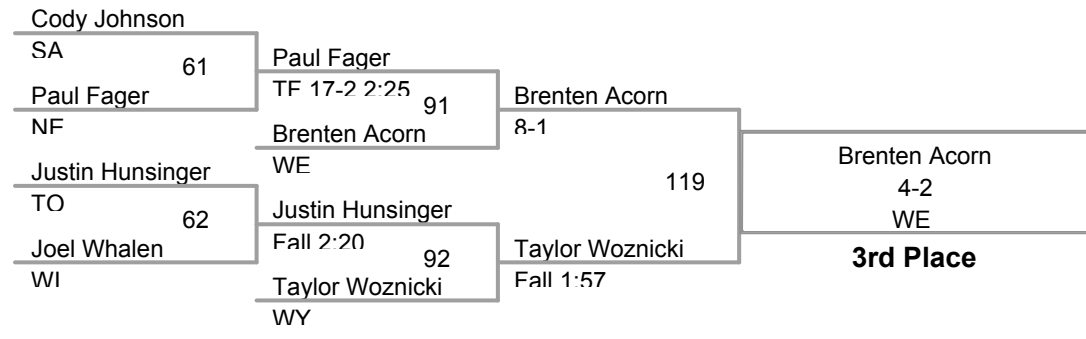 Cody Johnson
SA
61
Paul Fager
NE
Paul Fager
TF 17-2 2:25
91
Brenten Acorn
WE
Justin Hunsinger
TO
62
Joel Whalen
WI
Justin Hunsinger
Fall 2:20
92
Taylor Woznicki
WY
Brenten Acorn
8-1
119
Taylor Woznicki
Fall 1:57
Brenten Acorn
4-2
WE
3rd Place